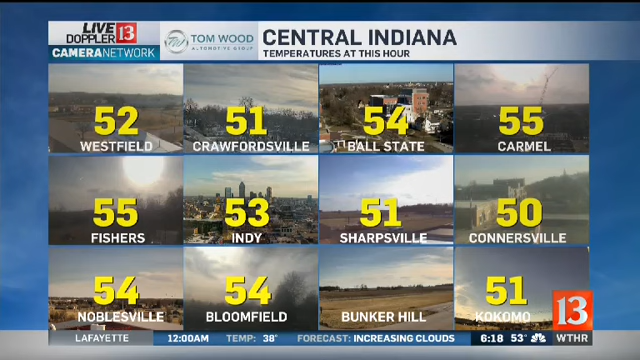 LIVE
DOPPLER 13
CAMERANETWORK
TOM WOOD
AUTOMOTIVE GROUP
CENTRAL INDIANA
TEMPERATURES AT THIS HOUR
52 51 54 55
WESTFIELD CRAWFORDSVILLE BALL STATE CARMEL
55 53 51 50
FISHERS INDY SHARPSVILLE CONNERSVILLE
54 54 51
NOBLESVILLE BLOOMFIELD BUNKER HILL KOKOMO
13
LAFAYETTE 12:00AM TEMP: 38° FORECAST: INCREASING CLOUDS 6:18 53° WTHR